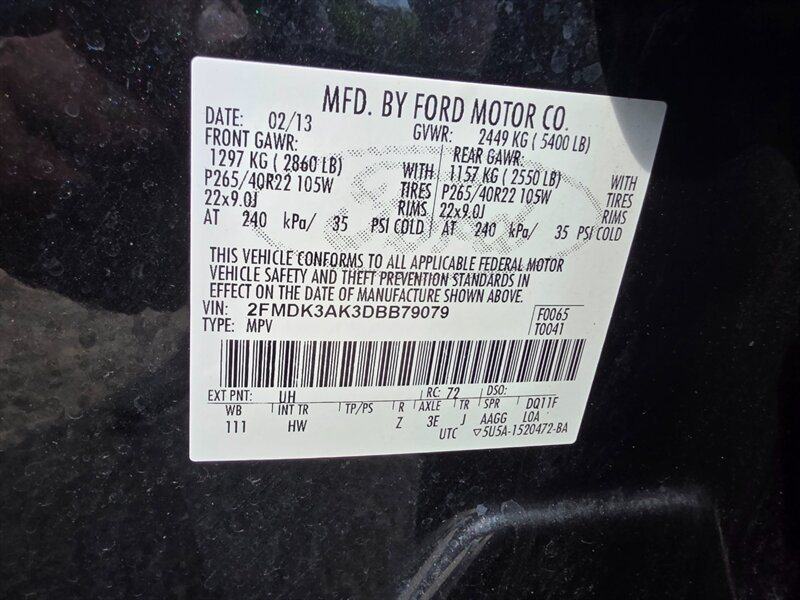 MFD. BY FORD MOTOR CO.
DATE: 02/13 GVWR: 2449 KG ( 5400 LB)
FRONT GAWR: REAR GAWR:
1297 KG ( 2860 LB) WITH 1157 KG ( 2550 LB) WITH
P265/40R22 105W TIRES P265/40R22 105W TIRES
22x9.0J RIMS 22x9.0J RIMS
AT 240 kPa/ 35 PSI COLD AT 240 kPa/ 35 PSI COLD
THIS VEHICLE CONFORMS TO ALL APPLICABLE FEDERAL MOTOR
VEHICLE SAFETY AND THEFT PREVENTION STANDARDS IN
EFFECT ON THE DATE OF MANUFACTURE SHOWN ABOVE.
VIN: 2FMDK3AK3DBB79079 F0065
TYPE: MPV T0041
EXT PNT: UH RC: 72 DSO:
WB INT TR TP/PS R AXLE TR SPR DQ11F
111 HW Z 3E J AAGG LOA
UTC ▽5U5A-1520472-BA